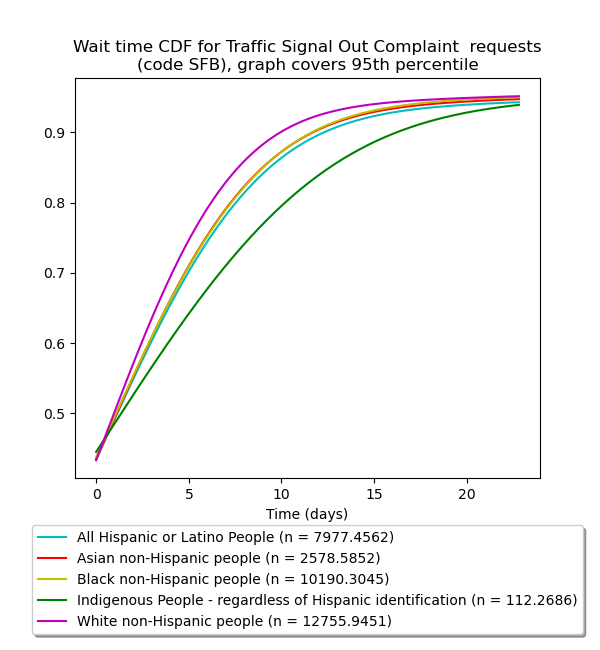 Wait time CDF for Traffic Signal Out Complaint  requests
(code SFB), graph covers 95th percentile
0.9
0.8
0.7
0.6
0.5
0 5 10 15 20
Time (days)
All Hispanic or Latino People (n = 7977.4562)
Asian non-Hispanic people (n = 2578.5852)
Black non-Hispanic people (n = 10190.3045)
Indigenous People - regardless of Hispanic identification (n = 112.2686)
White non-Hispanic people (n = 12755.9451)